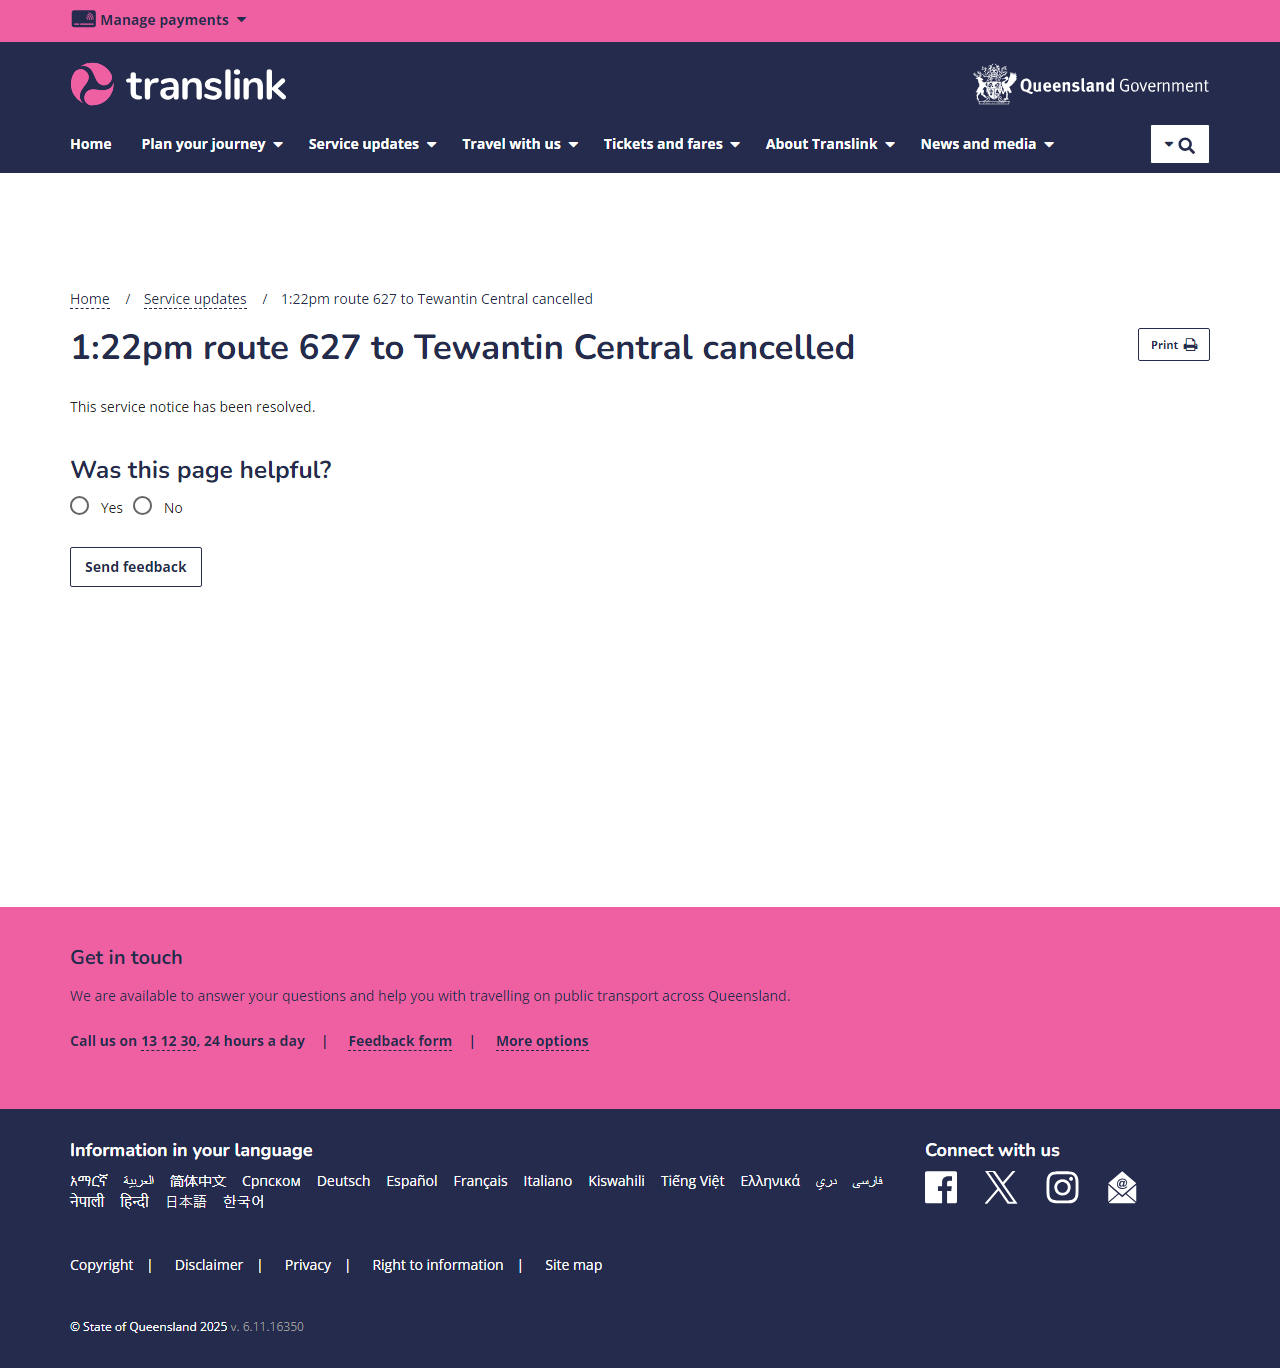 Manage payments
translink
Queensland Government
Home Plan your journey Service updates Travel with us Tickets and fares About Translink News and media
Home / Service updates / 1:22pm route 627 to Tewantin Central cancelled
1:22pm route 627 to Tewantin Central cancelled
Print
This service notice has been resolved.
Was this page helpful?
Yes No
Send feedback
Get in touch
We are available to answer your questions and help you with travelling on public transport across Queensland.
Call us on 13 12 30, 24 hours a day | Feedback form | More options
Information in your language
አማርኛ العربية 简体中文 Српском Deutsch Español Français Italiano Kiswahili Tiếng Việt Ελληνικά دري فارسی
नेपाली हिन्दी 日本語 한국어
Connect with us
Copyright | Disclaimer | Privacy | Right to information | Site map
© State of Queensland 2025 v. 6.11.16350